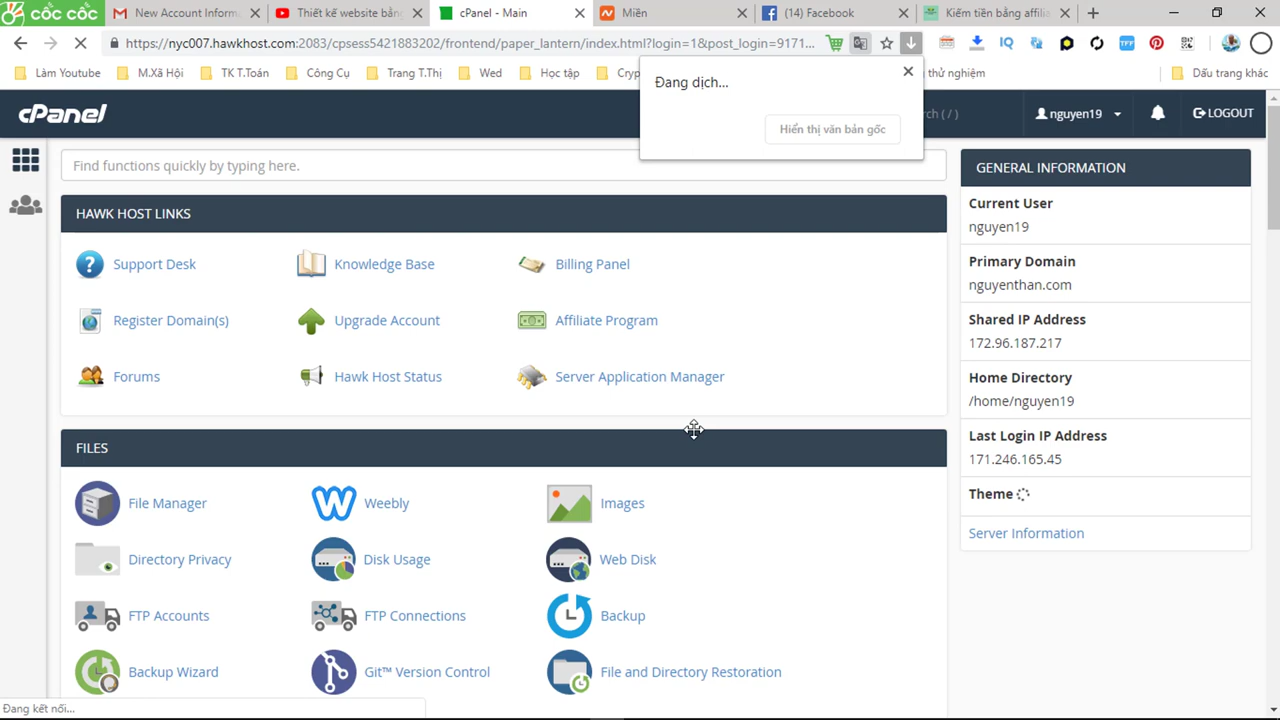 cốc cốc
New Account Inform
Thiết kế website bằng
cPanel - Main
Miền
(14) Facebook
Kiếm tiền bằng affilia
https://nyc007.hawkhost.com:2083/cpsess5421883202/frontend/paper_lantern/index.html?login=1&post_login=9171...
Làm Youtube
M.Xã Hội
TK T.Toán
Công Cụ
Trang T.Thị
Wed
Học tập
Cryp
thử nghiệm
Dấu trang khác
Đang dịch...
Hiển thị văn bản gốc
cPanel
rch ( / )
nguyen19
LOGOUT
Find functions quickly by typing here.
HAWK HOST LINKS
Support Desk
Knowledge Base
Billing Panel
Register Domain(s)
Upgrade Account
Affiliate Program
Forums
Hawk Host Status
Server Application Manager
FILES
File Manager
Weebly
Images
Directory Privacy
Disk Usage
Web Disk
FTP Accounts
FTP Connections
Backup
Backup Wizard
Git™ Version Control
File and Directory Restoration
GENERAL INFORMATION
Current User
nguyen19
Primary Domain
nguyenthan.com
Shared IP Address
172.96.187.217
Home Directory
/home/nguyen19
Last Login IP Address
171.246.165.45
Theme
Server Information
Đang kết nối...